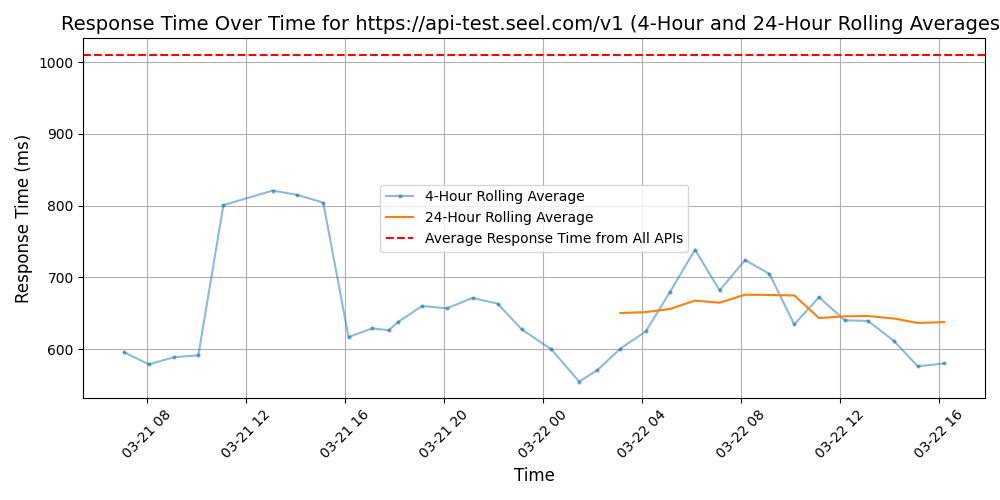 Response Time Over Time for https://api-test.seel.com/v1 (4-Hour and 24-Hour Rolling Averages
Response Time (ms)
1000
900
800
700
600
4-Hour Rolling Average
24-Hour Rolling Average
Average Response Time from All APIs
03-21 08
03-21 12
03-21 16
03-21 20
03-22 00
03-22 04
03-22 08
03-22 12
03-22 16
Time